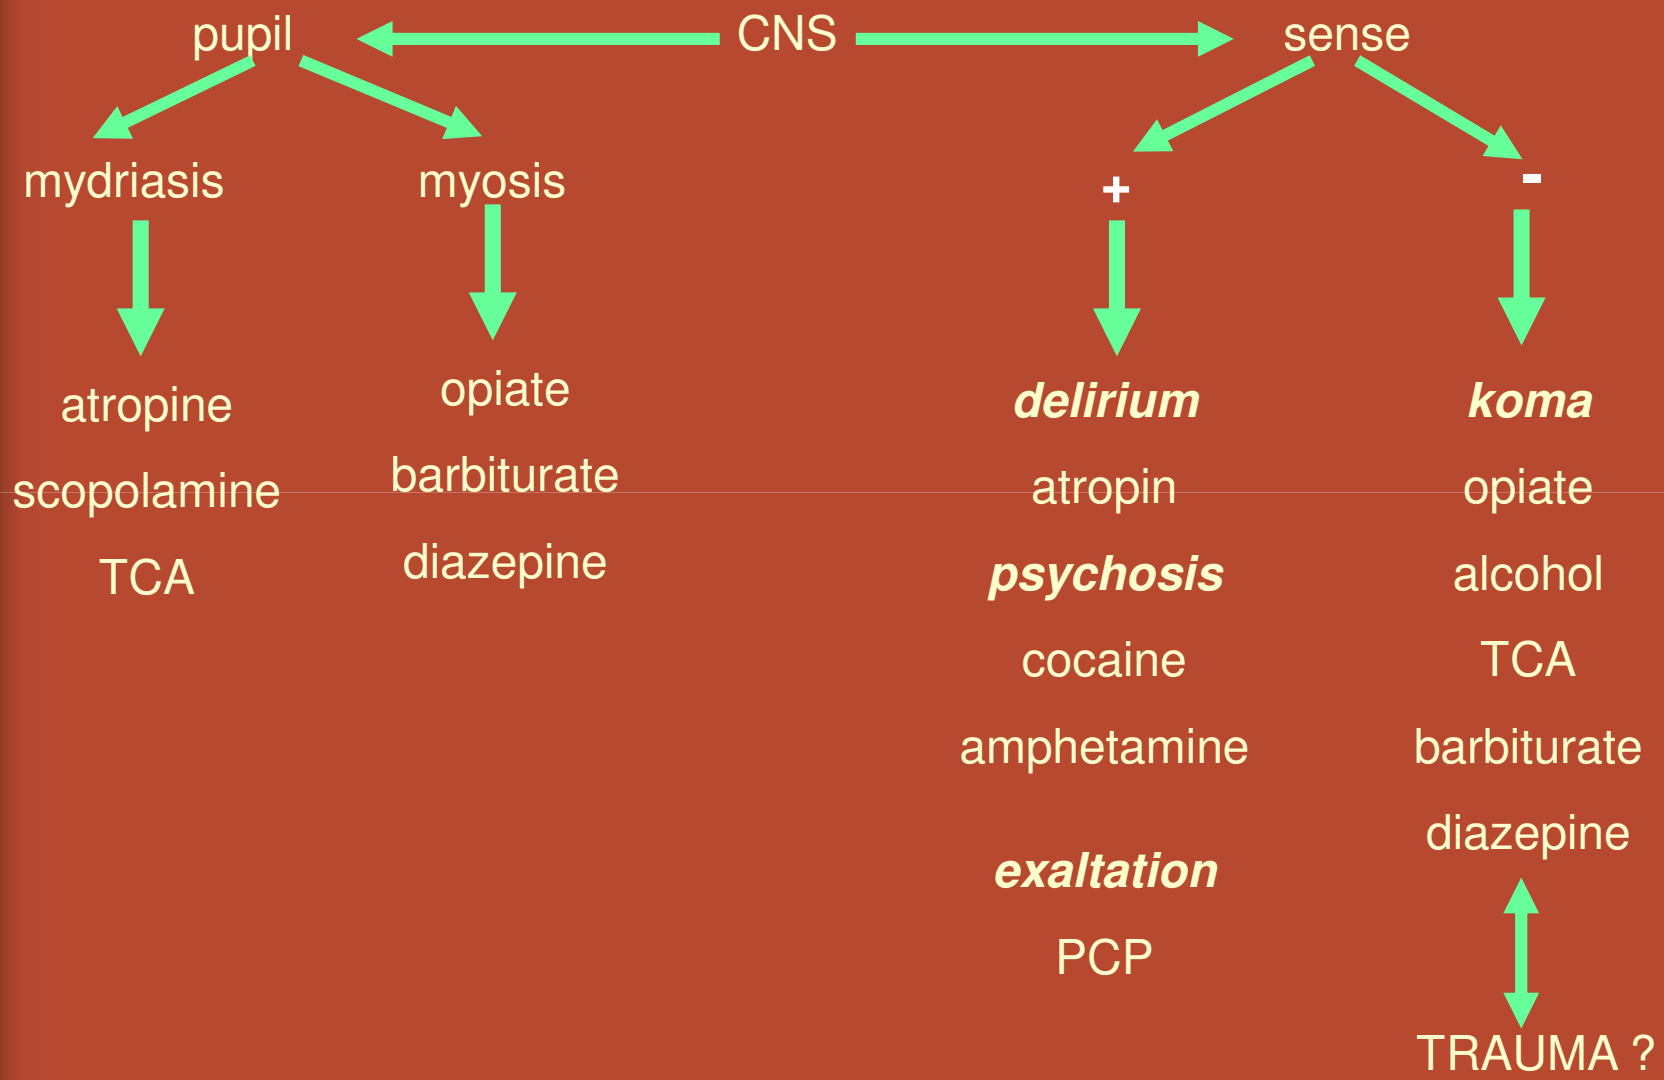 pupil CNS sense
mydriasis myosis + -
atropine
scopolamine
TCA
opiate
barbiturate
diazepine
delirium
atropin
psychosis
cocaine
amphetamine
exaltation
PCP
koma
opiate
alcohol
TCA
barbiturate
diazepine
TRAUMA ?